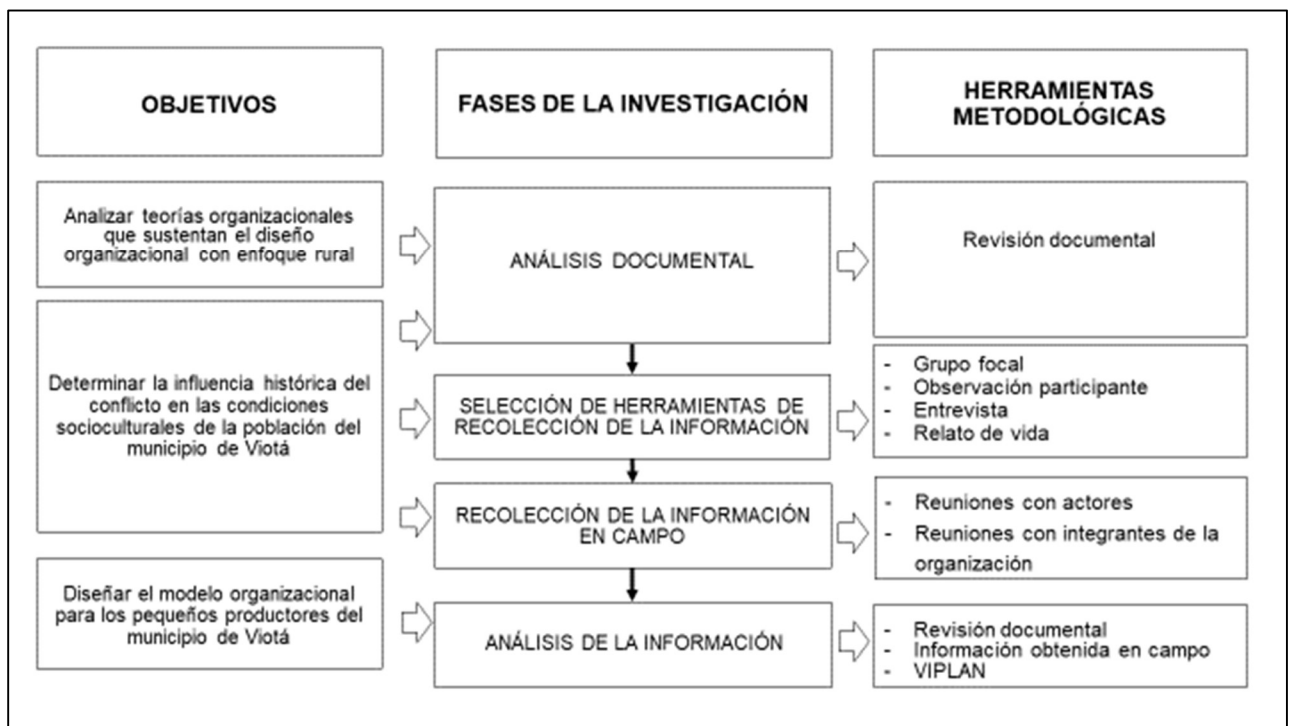 OBJETIVOS
FASES DE LA INVESTIGACIÓN
HERRAMIENTAS
METODOLÓGICAS
Analizar teorías organizacionales
que sustentan el diseño
organizacional con enfoque rural
ANÁLISIS DOCUMENTAL
Revisión documental
Determinar la influencia histórica del
conflicto en las condiciones
socioculturales de la población del
municipio de Viotá
SELECCIÓN DE HERRAMIENTAS DE
RECOLECCIÓN DE LA INFORMACIÓN
- Grupo focal
- Observación participante
- Entrevista
- Relato de vida
RECOLECCIÓN DE LA INFORMACIÓN
EN CAMPO
- Reuniones con actores
- Reuniones con integrantes de la
organización
Diseñar el modelo organizacional
para los pequeños productores del
municipio de Viotá
ANÁLISIS DE LA INFORMACIÓN
- Revisión documental
- Información obtenida en campo
- VIPLAN